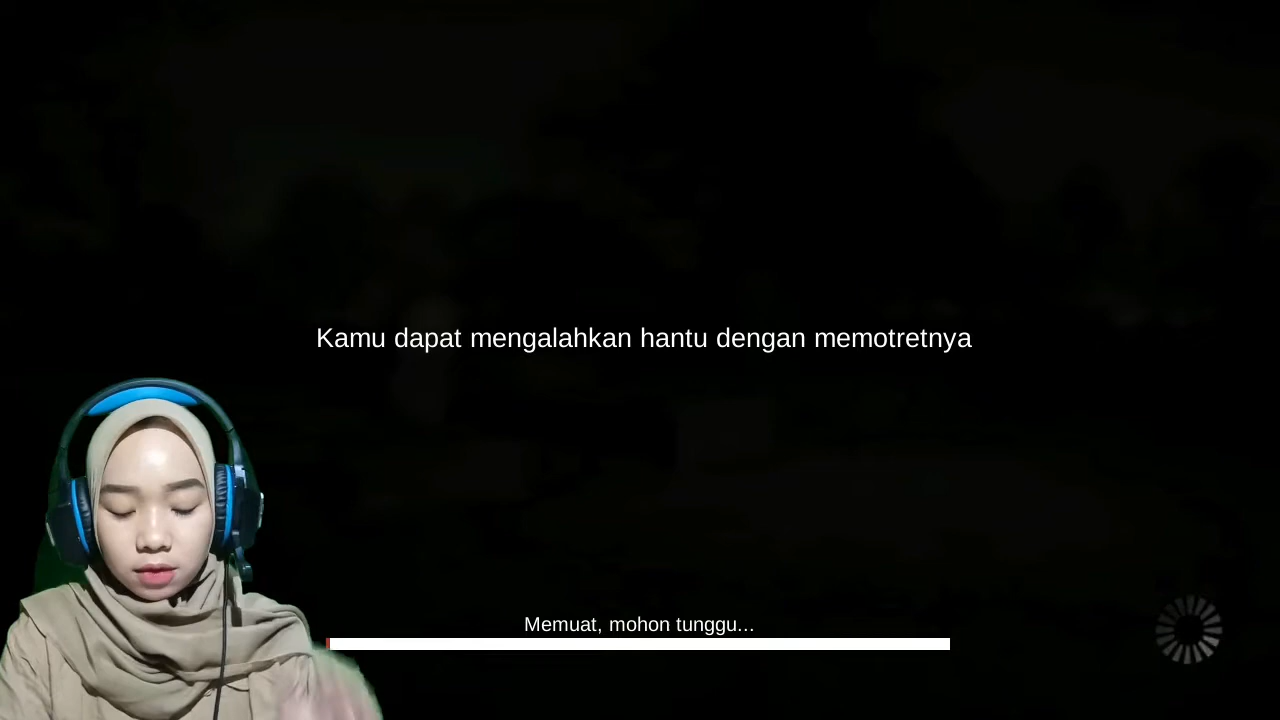 Kamu dapat mengalahkan hantu dengan memotretnya
Memuat, mohon tunggu...